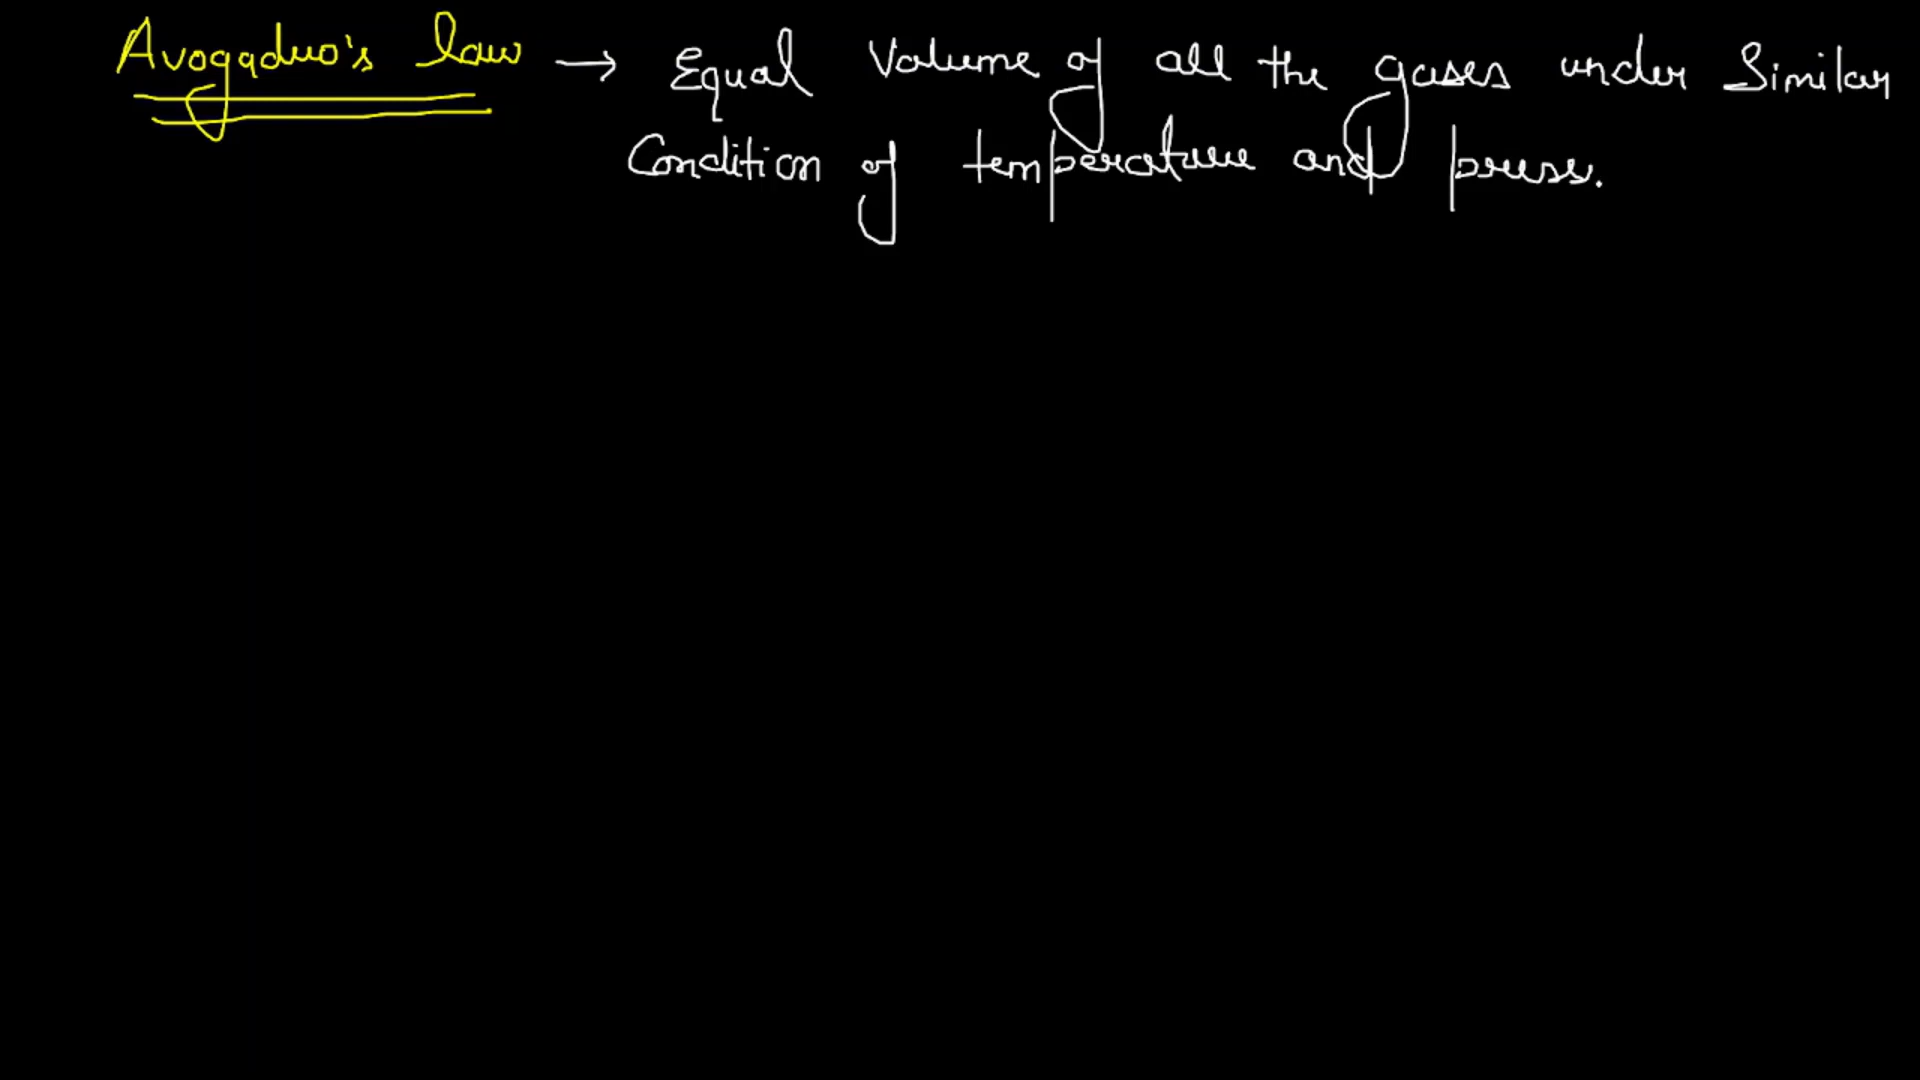 Avogadro's law → Equal Volume of all the gases under Similar
Condition of temperature and press.